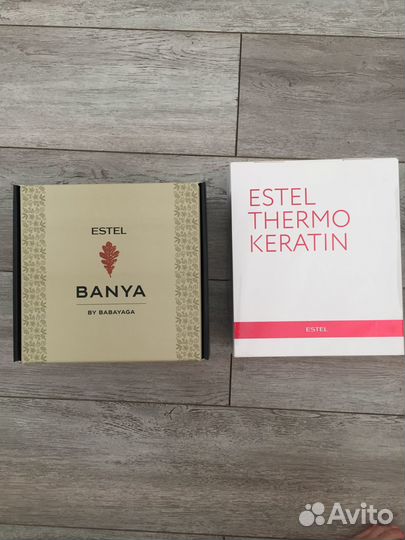 ESTEL
BANYA
BY BABAYAGA
ESTEL
THERMO
KERATIN
ESTEL
Avito